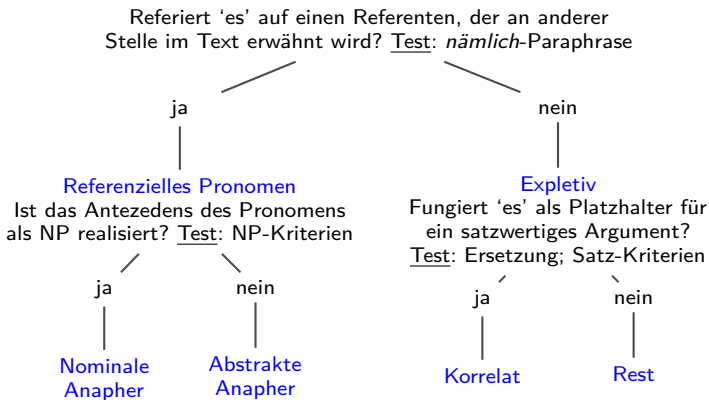 Referiert ‘es’ auf einen Referenten, der an anderer
Stelle im Text erwähnt wird? Test: nämlich-Paraphrase
ja
nein
Referenzielles Pronomen
Ist das Antezedens des Pronomens
als NP realisiert? Test: NP-Kriterien
Expletiv
Fungiert ‘es’ als Platzhalter für
ein satzwertiges Argument?
Test: Ersetzung; Satz-Kriterien
ja
nein
ja
nein
Nominale
Anapher
Abstrakte
Anapher
Korrelat
Rest